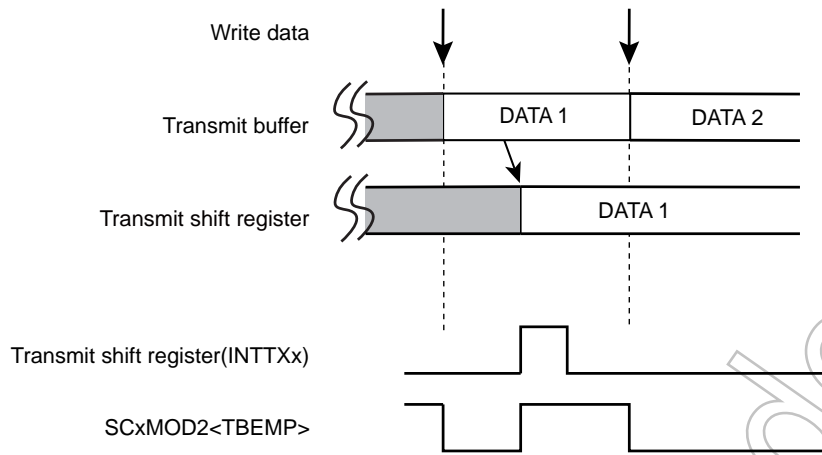 Write data
Transmit buffer
DATA 1
DATA 2
Transmit shift register
DATA 1
Transmit shift register(INTTXx)
SCxMOD2<TBEMP>